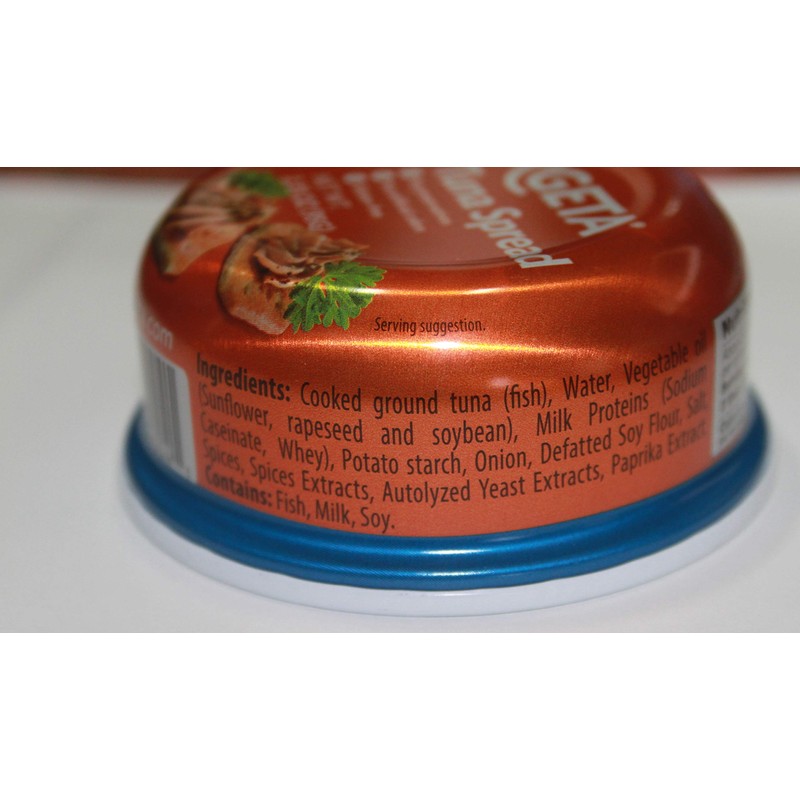 GETA
Tuna Spread
Serving suggestion.
.com
Ingredients: Cooked ground tuna (fish), Water, Vegetable oil
(Sunflower, rapeseed and soybean), Milk Proteins (Sodium
Caseinate, Whey), Potato starch, Onion, Defatted Soy Flour, Salt,
Spices, Spices Extracts, Autolyzed Yeast Extracts, Paprika Extract.
Contains: Fish, Milk, Soy.